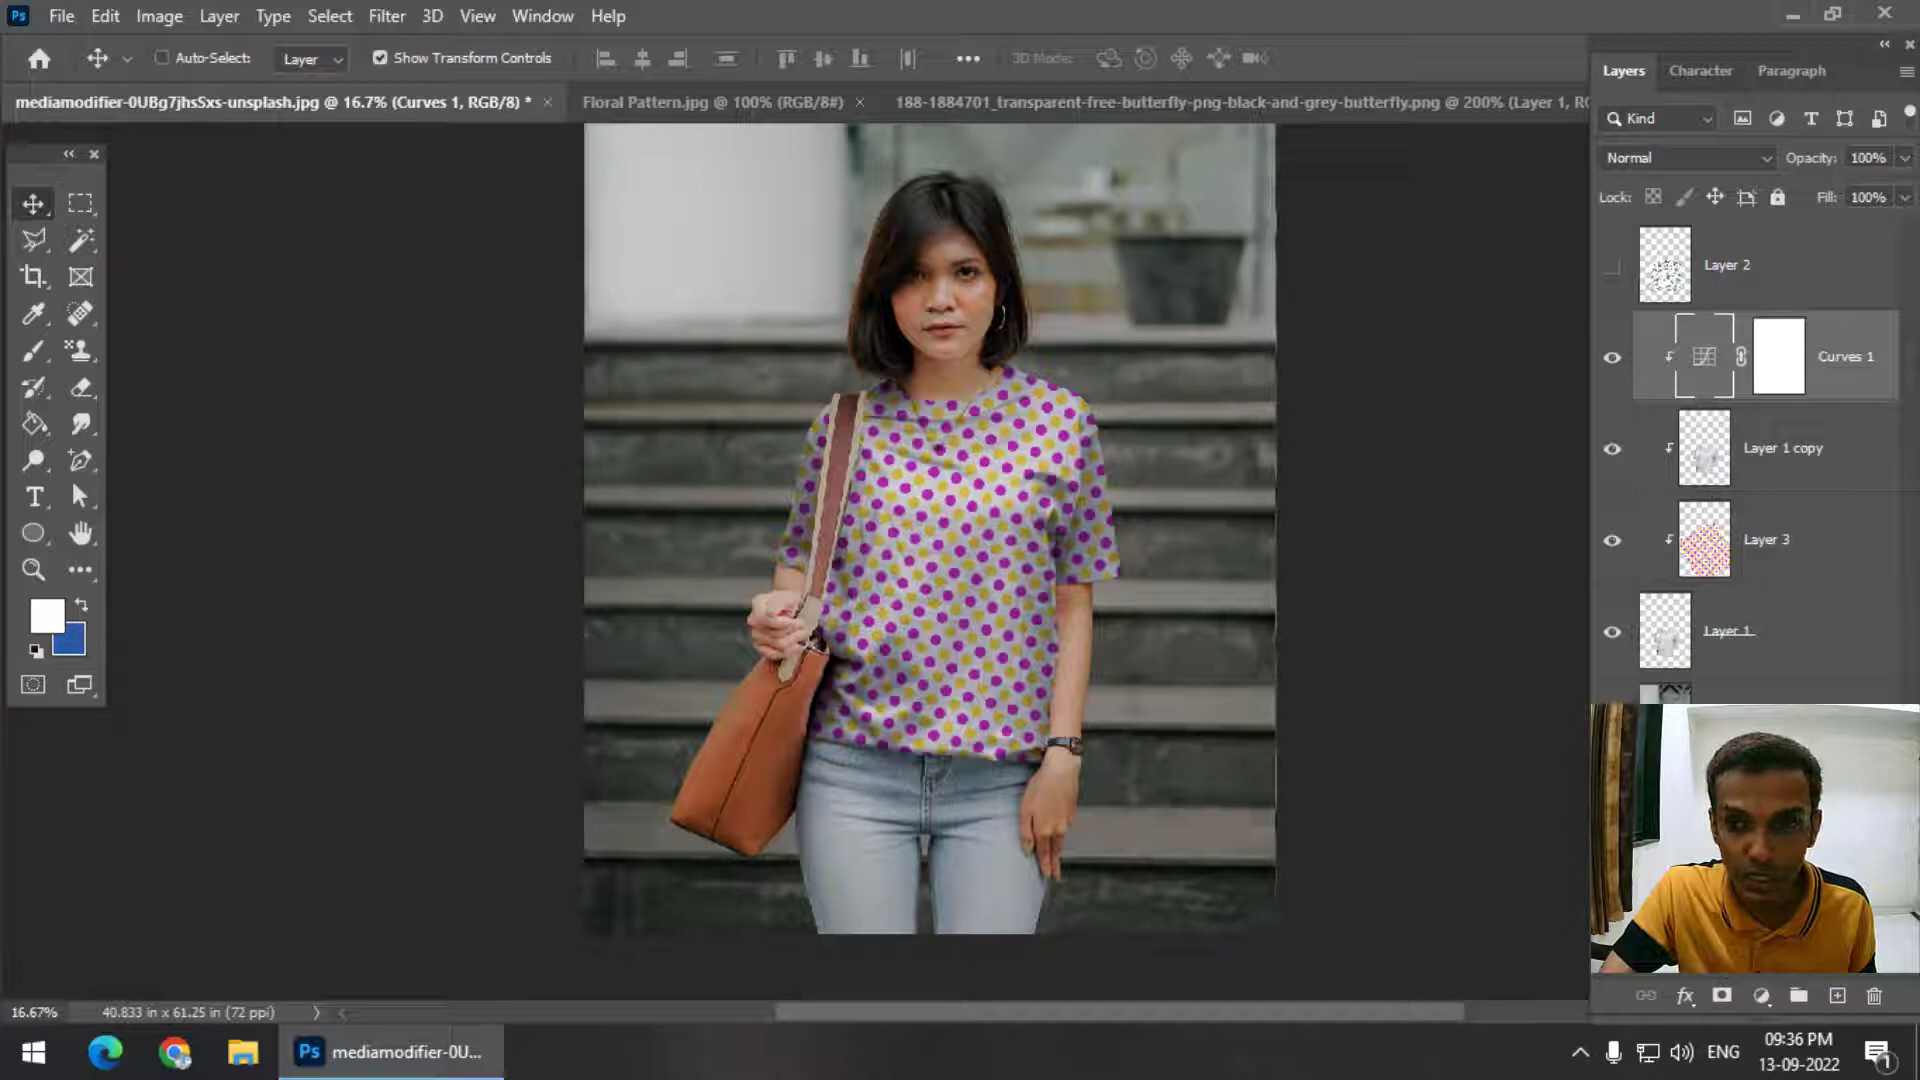 Ps File Edit Image Layer Type Select Filter 3D View Window Help
Auto-Select: Layer Show Transform Controls 3D Mode:
mediamodifier-0UBg7jhsSxs-unsplash.jpg @ 16.7% (Curves 1, RGB/8) * Floral Pattern.jpg @ 100% (RGB/8#) 188-1884701_transparent-free-butterfly-png-black-and-grey-butterfly.png @ 200% (Layer 1, RG
Layers Character Paragraph
Kind
Normal Opacity: 100%
Lock: Fill: 100%
Layer 2
Curves 1
Layer 1 copy
Layer 3
Layer 1
16.67% 40.833 in x 61.25 in (72 ppi)
fx
Ps mediamodifier-0U...
ENG
09:36 PM
13-09-2022
1